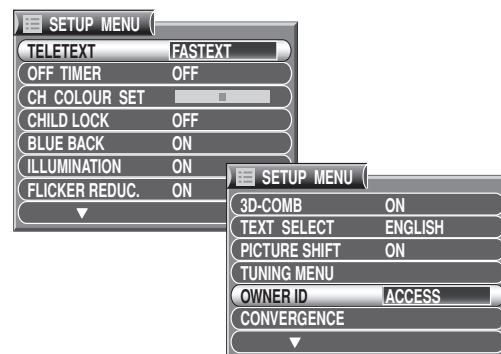 SETUP MENU
TELETEXT FASTEXT
OFF TIMER OFF
CH COLOUR SET
CHILD LOCK OFF
BLUE BACK ON
ILLUMINATION ON
FLICKER REDUC. ON
SETUP MENU
3D-COMB ON
TEXT SELECT ENGLISH
PICTURE SHIFT ON
TUNING MENU
OWNER ID ACCESS
CONVERGENCE